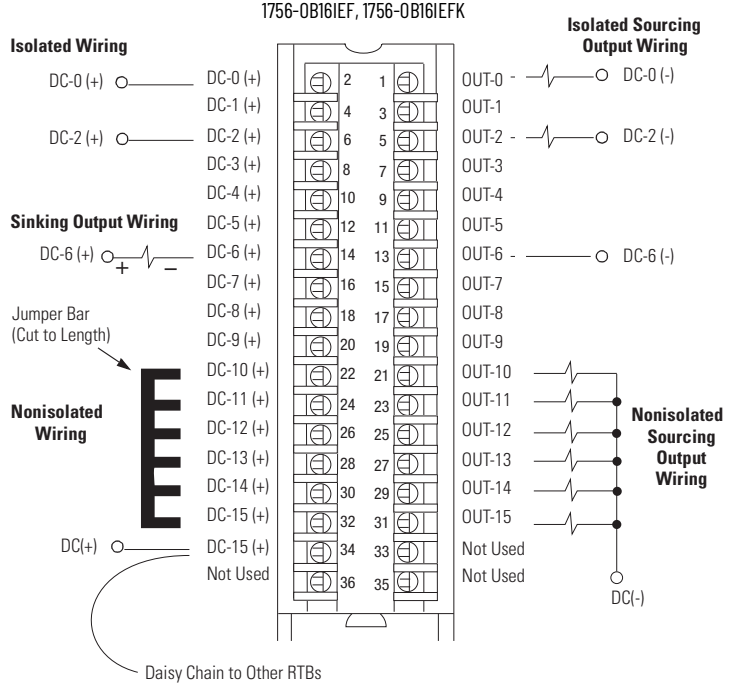 1756-OB16IEF, 1756-OB16IEFK
Isolated Wiring
Isolated Sourcing
Output Wiring
DC-0 (+) DC-0 (+) 2 1 OUT-0 DC-0 (-)
DC-1 (+) 4 3 OUT-1
DC-2 (+) DC-2 (+) 6 5 OUT-2 DC-2 (-)
DC-3 (+) 8 7 OUT-3
DC-4 (+) 10 9 OUT-4
Sinking Output Wiring
DC-5 (+) 12 11 OUT-5
DC-6 (+) + – DC-6 (+) 14 13 OUT-6 DC-6 (-)
DC-7 (+) 16 15 OUT-7
Jumper Bar
(Cut to Length)
DC-8 (+) 18 17 OUT-8
DC-9 (+) 20 19 OUT-9
DC-10 (+) 22 21 OUT-10
DC-11 (+) 24 23 OUT-11
Nonisolated
Wiring
DC-12 (+) 26 25 OUT-12
DC-13 (+) 28 27 OUT-13
DC-14 (+) 30 29 OUT-14
DC-15 (+) 32 31 OUT-15
Nonisolated
Sourcing
Output
Wiring
DC(+) DC-15 (+) 34 33 Not Used
Not Used 36 35 Not Used
DC(-)
Daisy Chain to Other RTBs